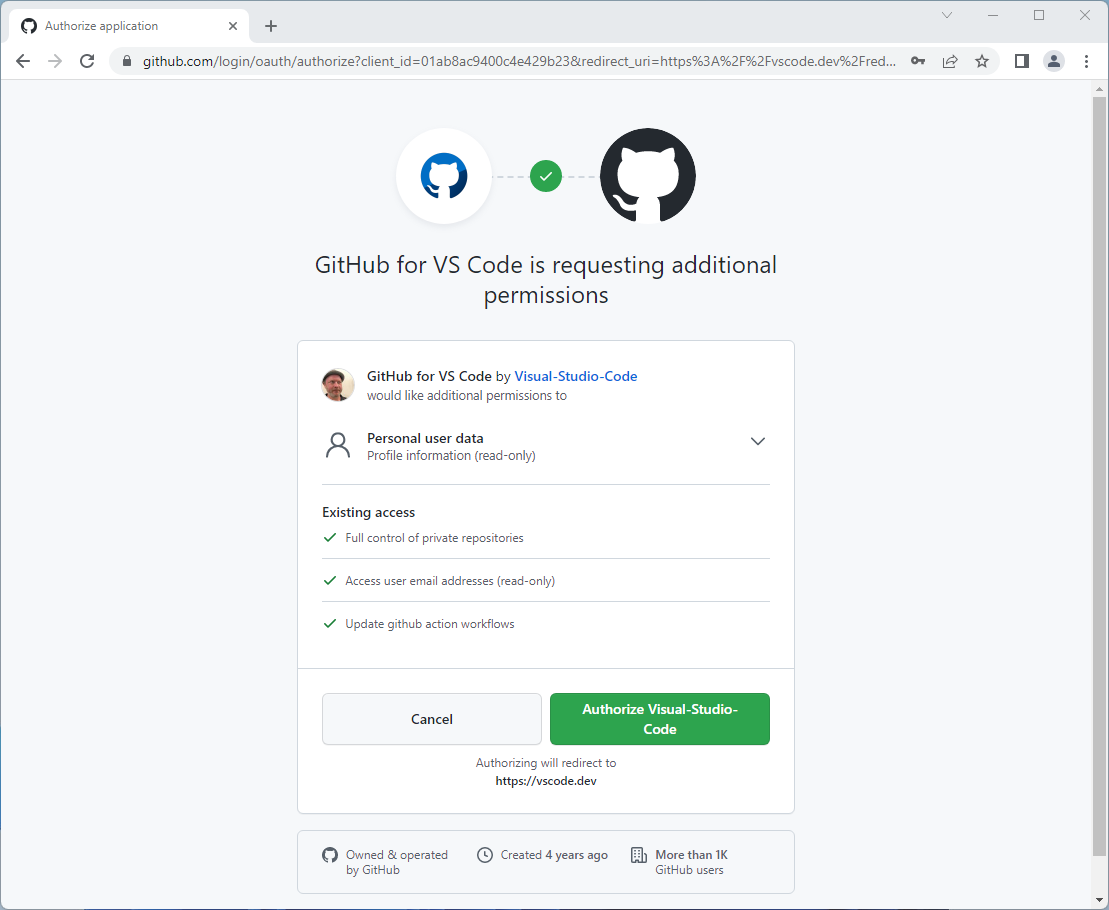 Authorize application
github.com/login/oauth/authorize?client_id=01ab8ac9400c4e429b23&redirect_uri=https%3A%2F%2Fvscode.dev%2Fred...
GitHub for VS Code is requesting additional
permissions
GitHub for VS Code by Visual-Studio-Code
would like additional permissions to
Personal user data
Profile information (read-only)
Existing access
Full control of private repositories
Access user email addresses (read-only)
Update github action workflows
Cancel
Authorize Visual-Studio-
Code
Authorizing will redirect to
https://vscode.dev
Owned & operated
by GitHub
Created 4 years ago
More than 1K
GitHub users